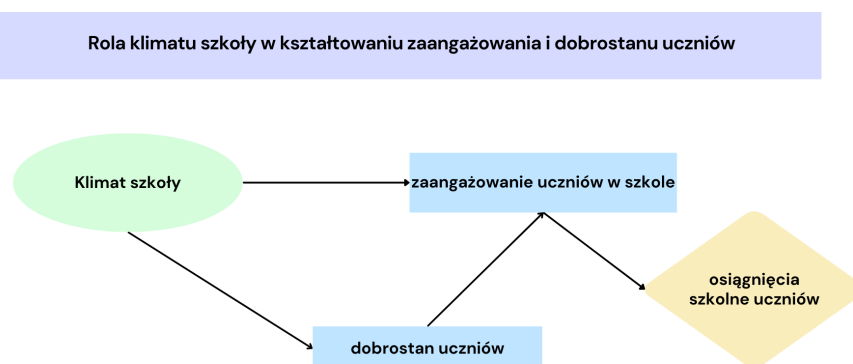 Rola klimatu szkoły w kształtowaniu zaangażowania i dobrostanu uczniów
Klimat szkoły
zaangażowanie uczniów w szkole
osiągnięcia
szkolne uczniów
dobrostan uczniów